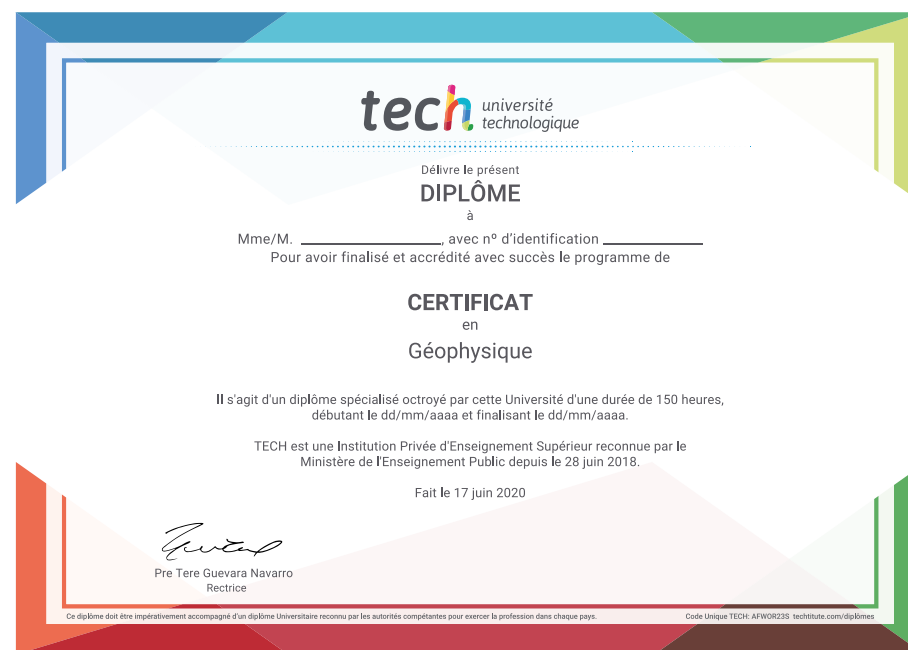 tech université
technologique
Délivre le présent
DIPLÔME
à
Mme/M. ____________________, avec nº d'identification ______________
Pour avoir finalisé et accrédité avec succès le programme de
CERTIFICAT
en
Géophysique
Il s'agit d'un diplôme spécialisé octroyé par cette Université d'une durée de 150 heures,
débutant le dd/mm/aaaa et finalisant le dd/mm/aaaa.
TECH est une Institution Privée d'Enseignement Supérieur reconnue par le
Ministère de l'Enseignement Public depuis le 28 juin 2018.
Fait le 17 juin 2020
Pre Tere Guevara Navarro
Rectrice
Ce diplôme doit être impérativement accompagné d'un diplôme Universitaire reconnu par les autorités compétantes pour exercer la profession dans chaque pays.
Code Unique TECH: AFWOR23S techtitute.com/diplômes